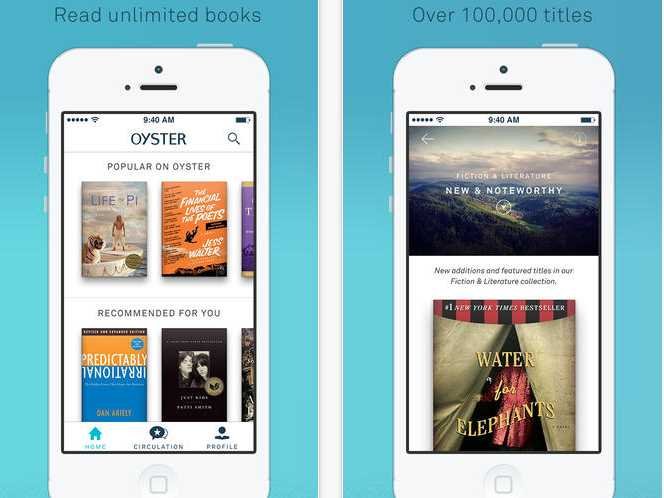 Read unlimited books
9:40 AM
OYSTER
POPULAR ON OYSTER
LIFE OF PI
THE
FINANCIAL
LIVES OF
THE POETS
JESS
WALTER
RECOMMENDED FOR YOU
REVISED AND EXPANDED EDITION
PREDICTABLY
IRRATIONAL
DAN ARIELY
JUST KIDS
PATTI SMITH
HOME
CIRCULATION
PROFILE
Over 100,000 titles
9:40 AM
FICTION & LITERATURE
NEW & NOTEWORTHY
New additions and featured titles in our
Fiction & Literature collection.
#1 NEW YORK TIMES BESTSELLER
WATER
for
ELEPHANTS
A NOVEL